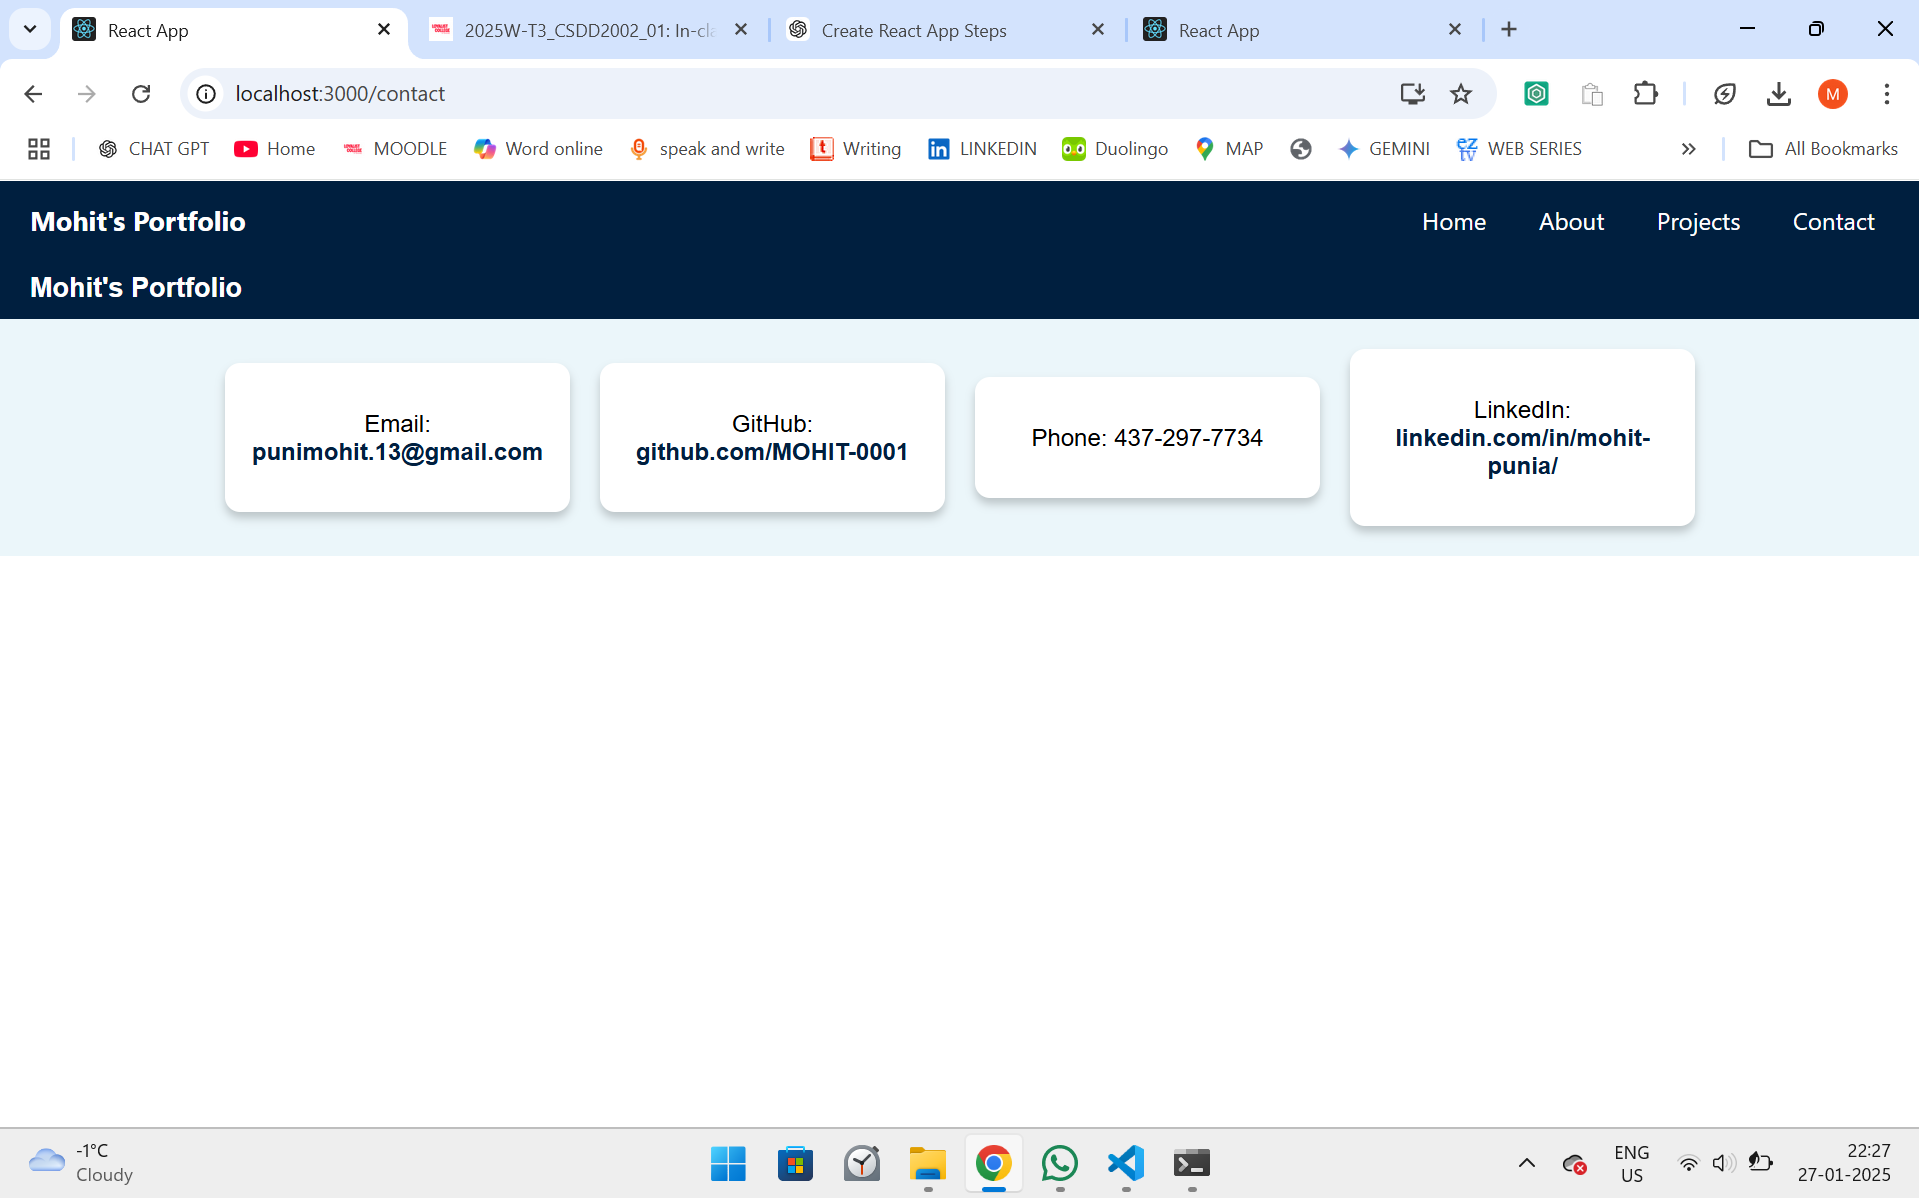 React App
2025W-T3_CSDD2002_01: In-cla
Create React App Steps
React App
localhost:3000/contact
M
CHAT GPT
Home
MOODLE
Word online
speak and write
Writing
LINKEDIN
Duolingo
MAP
GEMINI
WEB SERIES
All Bookmarks
Mohit's Portfolio
Home
About
Projects
Contact
Mohit's Portfolio
Email:
punimohit.13@gmail.com
GitHub:
github.com/MOHIT-0001
Phone: 437-297-7734
LinkedIn:
linkedin.com/in/mohit-
punia/
-1°C
Cloudy
ENG
US
22:27
27-01-2025